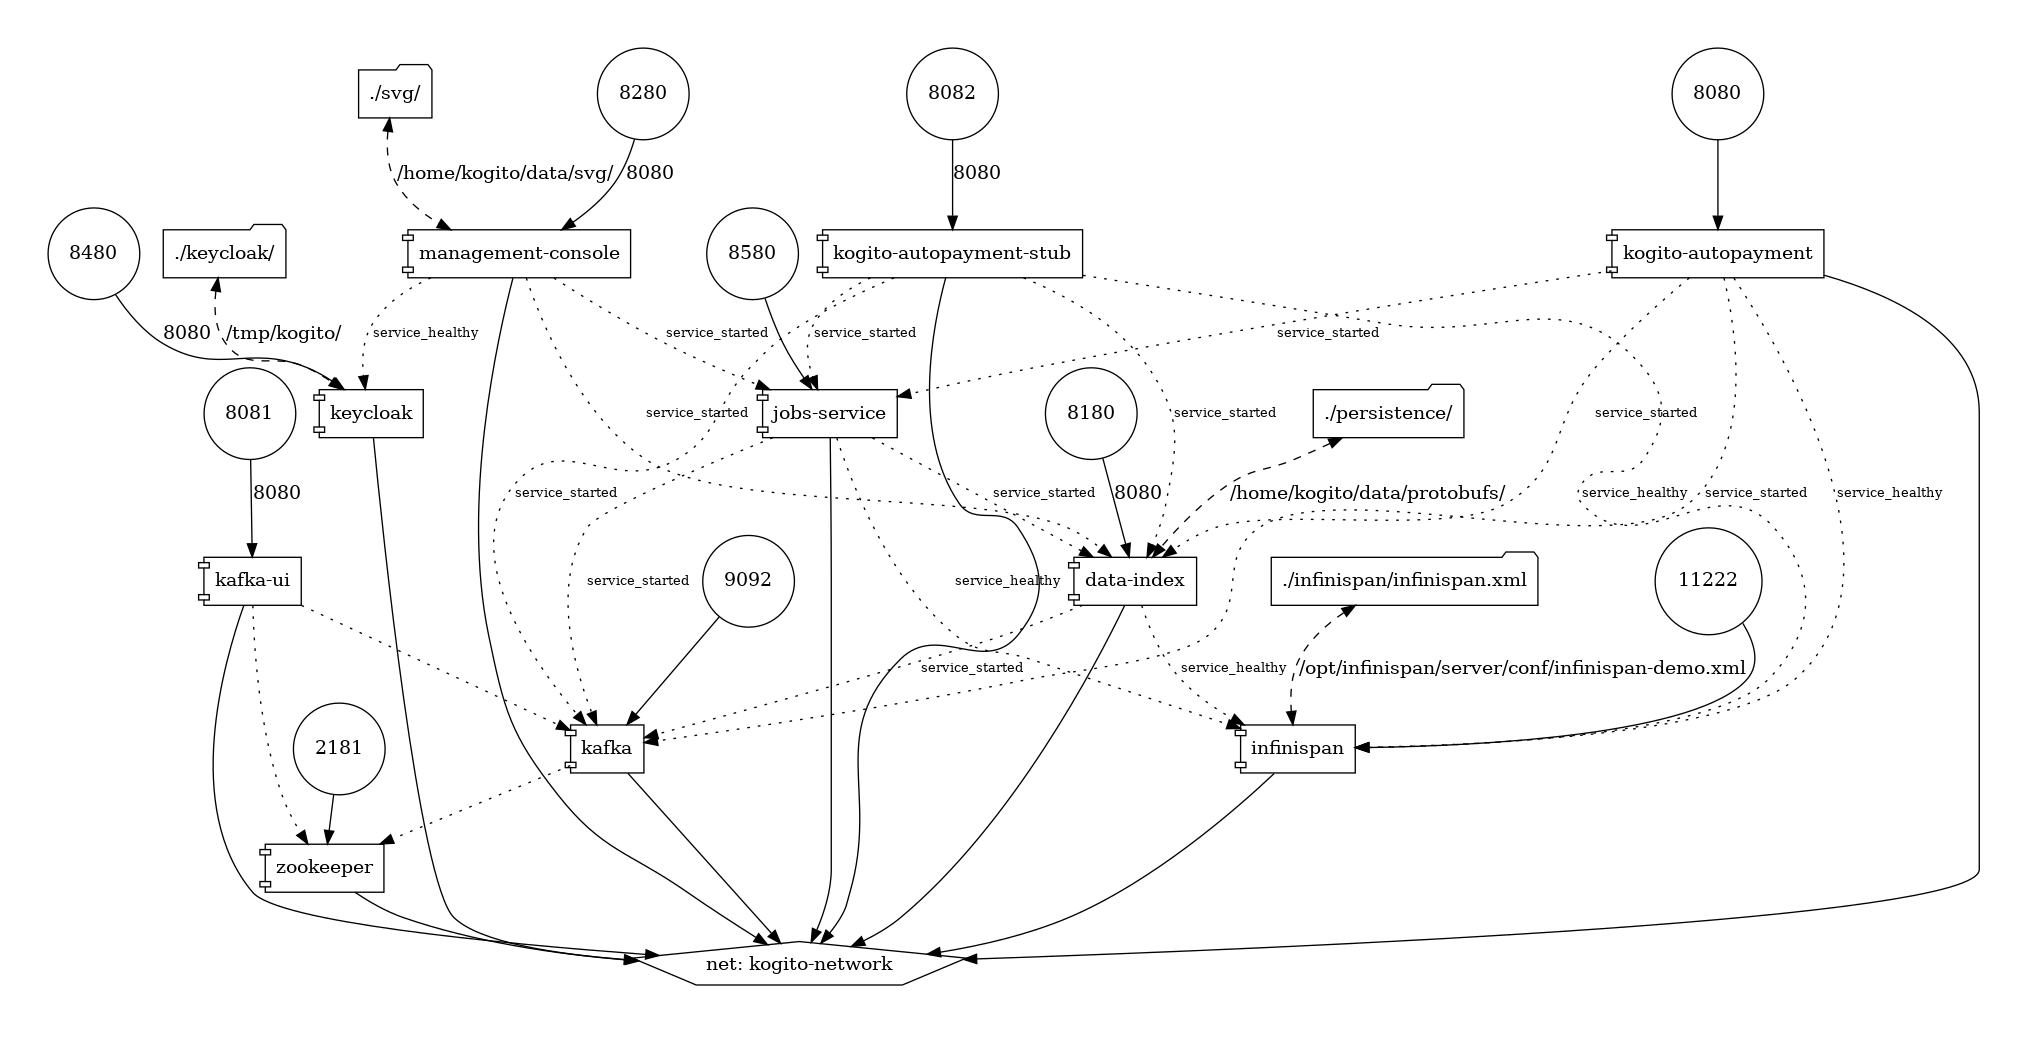 ./svg/
8280
8082
8080
/home/kogito/data/svg/
8080
8080
8480
./keycloak/
management-console
8580
kogito-autopayment-stub
kogito-autopayment
8080
/tmp/kogito/
service_healthy
service_started
service_started
service_started
8081
keycloak
service_started
jobs-service
8180
service_started
./persistence/
service_started
8080
service_started
service_started
8080
/home/kogito/data/protobufs/
service_healthy
service_started
service_healthy
kafka-ui
service_started
9092
service_healthy
data-index
./infinispan/infinispan.xml
11222
service_started
service_healthy
/opt/infinispan/server/conf/infinispan-demo.xml
2181
kafka
infinispan
zookeeper
net: kogito-network